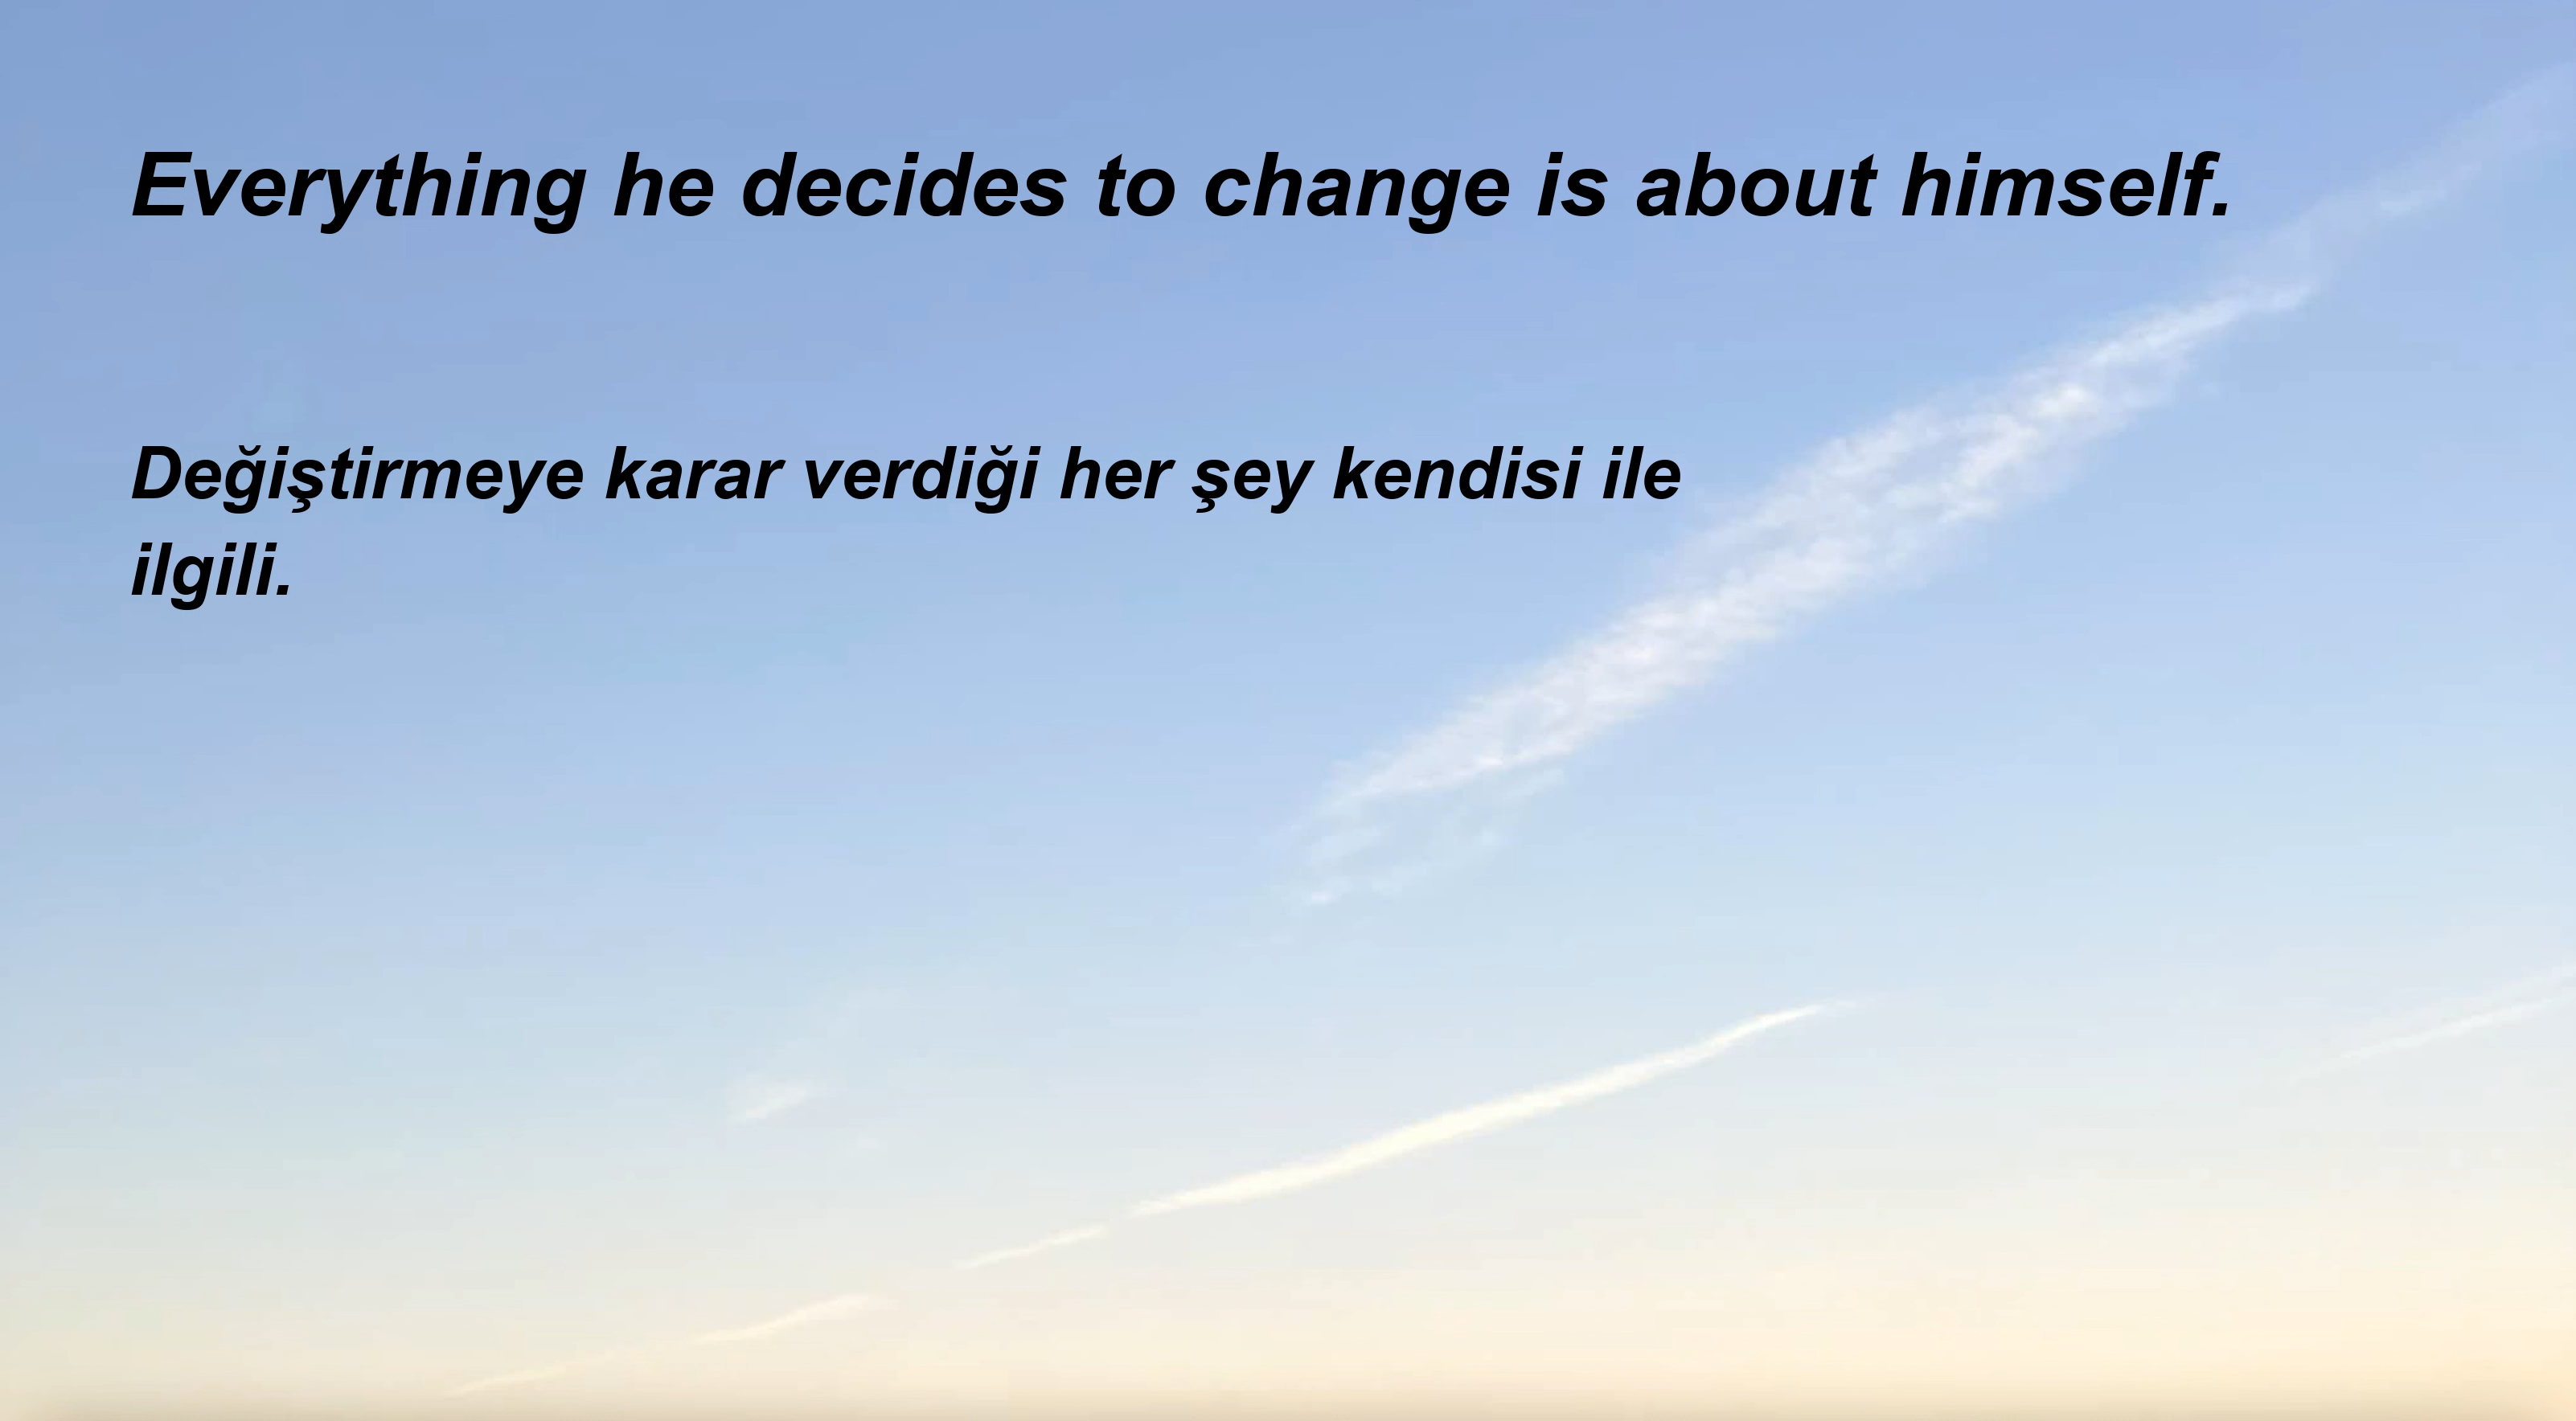 Everything he decides to change is about himself.
Değiştirmeye karar verdiği her şey kendisi ile
ilgili.